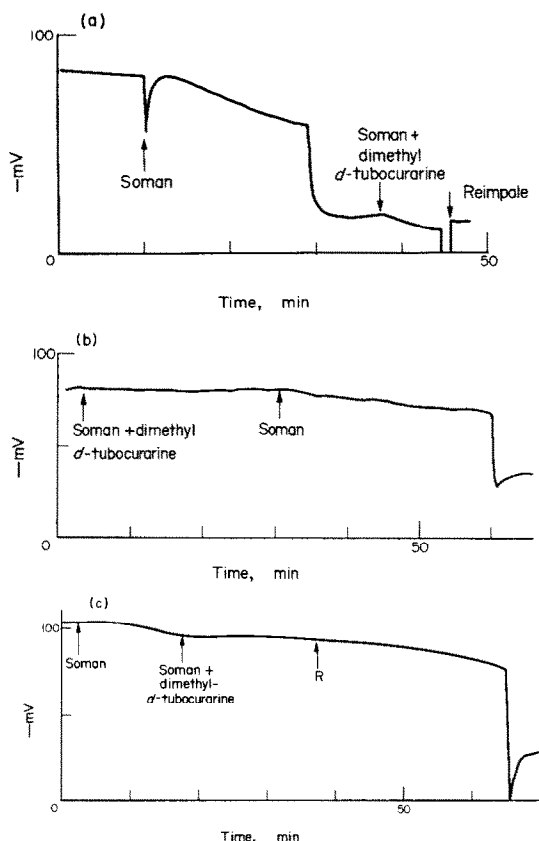 (a)
100
—mV
Soman
Soman +
dimethyl
d-tubocurarine
Reimpale
0
50
Time, min
(b)
100
—mV
Soman +dimethyl
d-tubocurarine
Soman
0
50
Time, min
(c)
100
—mV
Soman
Soman +
dimethyl-
d-tubocurarine
R
0
50
Time, min